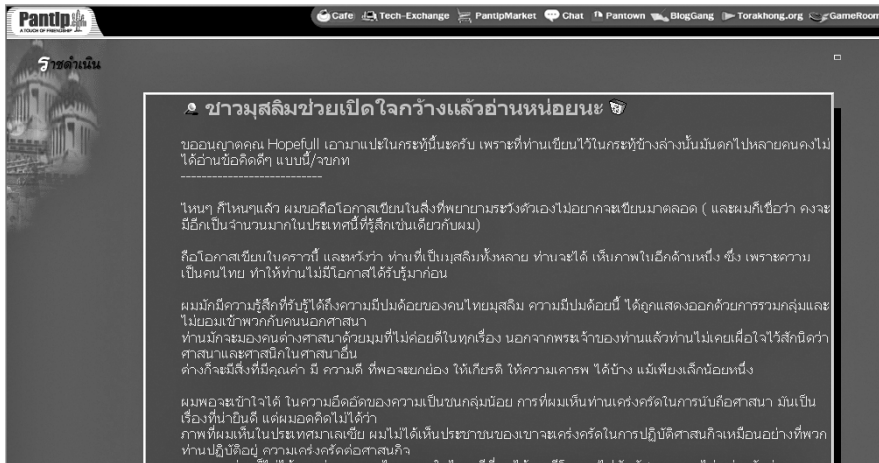 Pantip
A TOUCH OF FRIENDSHIP
Cafe Tech-Exchange PantipMarket Chat Pantown BlogGang Torakhong.org GameRoom
ราชดำเนิน
ชาวมุสลิมช่วยเปิดใจกว้างแล้วอ่านหน่อยนะ
ขออนุญาตคุณ Hopefull เอามาแปะในกระทู้นี้นะครับ เพราะที่ท่านเขียนไว้ในกระทู้ข้างล่างนั้นมันตกไปหลายคนคงไม่
ได้อ่านข้อคิดดีๆ แบบนี้/จขกท
---------------------------
ไหนๆ ก็ไหนๆแล้ว ผมขอถือโอกาสเขียนในสิ่งที่พยายามระวังตัวเองไม่อยากจะเขียนมาตลอด ( และผมก็เชื่อว่า คงจะ
มีอีกเป็นจำนวนมากในประเทศนี้ที่รู้สึกเช่นเดียวกับผม)
ถือโอกาสเขียนในคราวนี้ และหวังว่า ท่านที่เป็นมุสลิมทั้งหลาย ท่านจะได้ เห็นภาพในอีกด้านหนึ่ง ซึ่ง เพราะความ
เป็นคนไทย ทำให้ท่านไม่มีโอกาสได้รับรู้มาก่อน
ผมมักมีความรู้สึกที่รับรู้ได้ถึงความมีปมด้อยของคนไทยมุสลิม ความมีปมด้อยนี้ ได้ถูกแสดงออกด้วยการรวมกลุ่มและ
ไม่ยอมเข้าพวกกับคนนอกศาสนา
ท่านมักจะมองคนต่างศาสนาด้วยมุมที่ไม่ค่อยดีในทุกเรื่อง นอกจากพระเจ้าของท่านแล้วท่านไม่เคยเผื่อใจไว้สักนิดว่า
ศาสนาและศาสนิกในศาสนาอื่น
ต่างก็จะมีสิ่งที่มีคุณค่า มี ความดี ที่พอจะยกย่อง ให้เกียรติ ให้ความเคารพ ได้บ้าง แม้เพียงเล็กน้อยหนึ่ง
ผมพอจะเข้าใจได้ ในความอึดอัดของความเป็นชนกลุ่มน้อย การที่ผมเห็นท่านเคร่งครัดในการนับถือศาสนา มันเป็น
เรื่องที่น่ายินดี แต่ผมอดคิดไม่ได้ว่า
ภาพที่ผมเห็นในประเทศมาเลเซีย ผมไม่ได้เห็นประชาชนของเขาจะเคร่งครัดในการปฏิบัติศาสนกิจเหมือนอย่างที่พวก
ท่านปฏิบัติอยู่ ความเคร่งครัดต่อศาสนกิจ